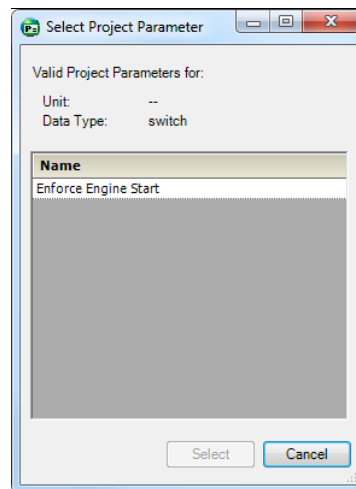 Select Project Parameter
Valid Project Parameters for:
Unit: --
Data Type: switch
Name
Enforce Engine Start
Select Cancel